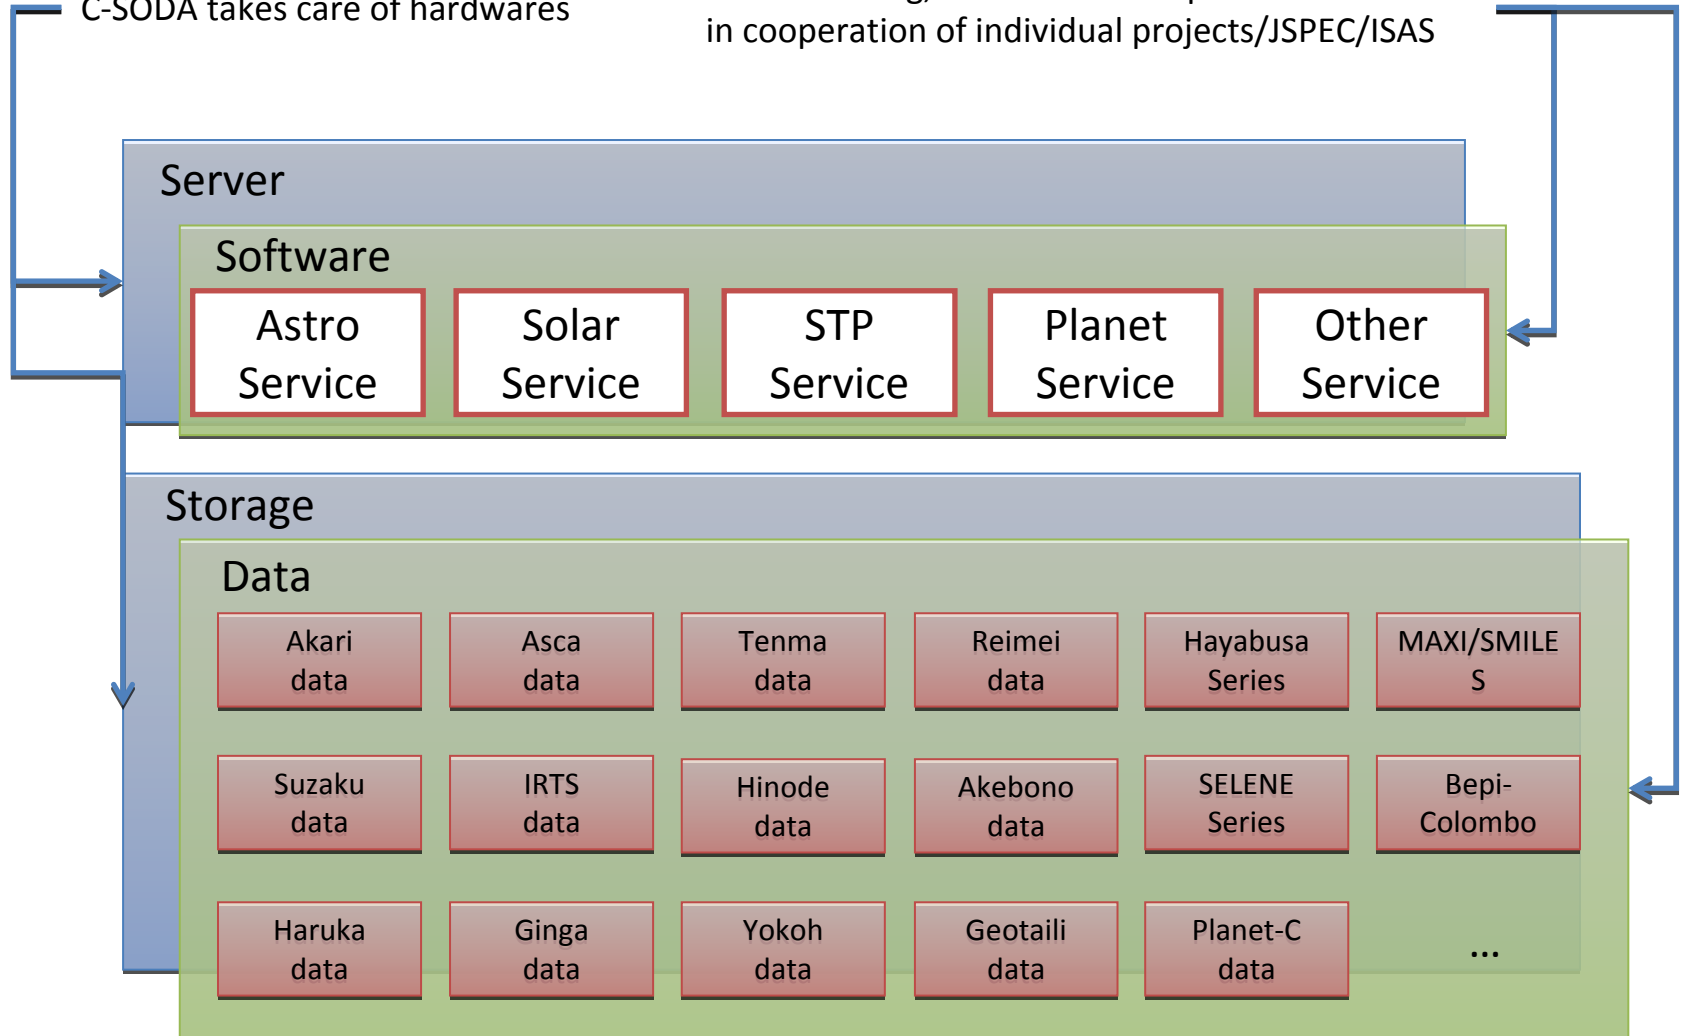 C-SODA takes care of hardwares
in cooperation of individual projects/JSPEC/ISAS
Server
Software
Astro
Service
Solar
Service
STP
Service
Planet
Service
Other
Service
Storage
Data
Akari
data
Asca
data
Tenma
data
Reimei
data
Hayabusa
Series
MAXI/SMILE
S
Suzaku
data
IRTS
data
Hinode
data
Akebono
data
SELENE
Series
Bepi-
Colombo
Haruka
data
Ginga
data
Yokoh
data
Geotaili
data
Planet-C
data
...